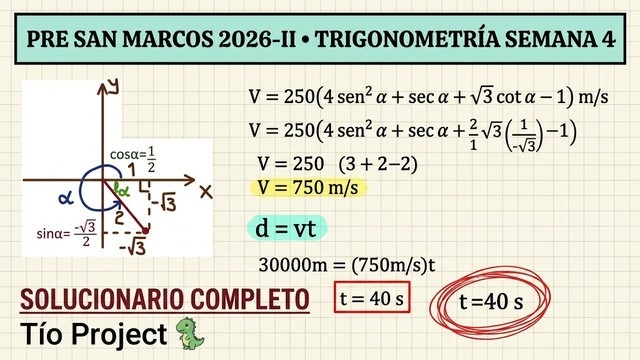 PRE SAN MARCOS 2026-II • TRIGONOMETRÍA SEMANA 4
V = 250(4 sen² α + sec α + √3 cot α − 1) m/s
V = 250(4 sen² α + sec α + 2/1 √3 (1/-√3) −1)
V = 250 (3 + 2−2)
V = 750 m/s
d = vt
30000m = (750m/s)t
t = 40 s
t =40 s
y
cosα= 1/2
1
α
lα
-√3
x
2
sinα= -√3/2
-√3
SOLUCIONARIO COMPLETO
Tío Project